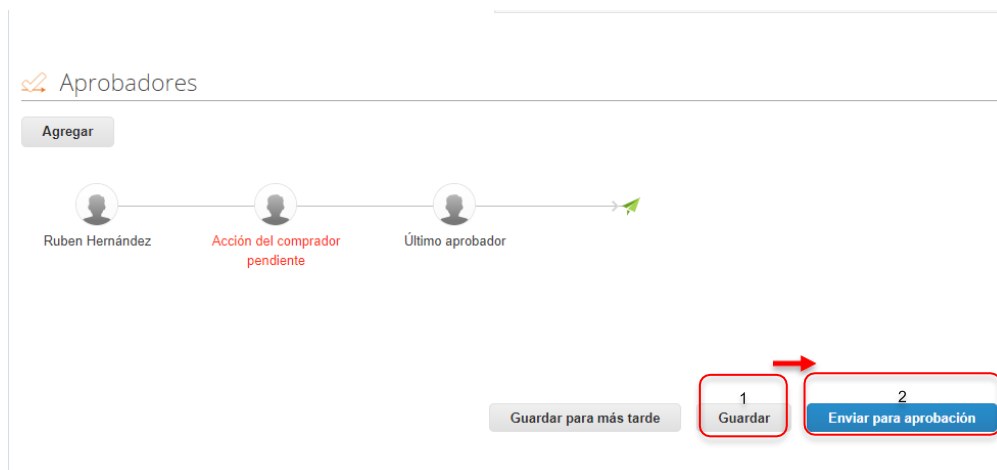 Aprobadores
Agregar
Ruben Hernández
Acción del comprador
pendiente
Último aprobador
1
2
Guardar para más tarde
Guardar
Enviar para aprobación